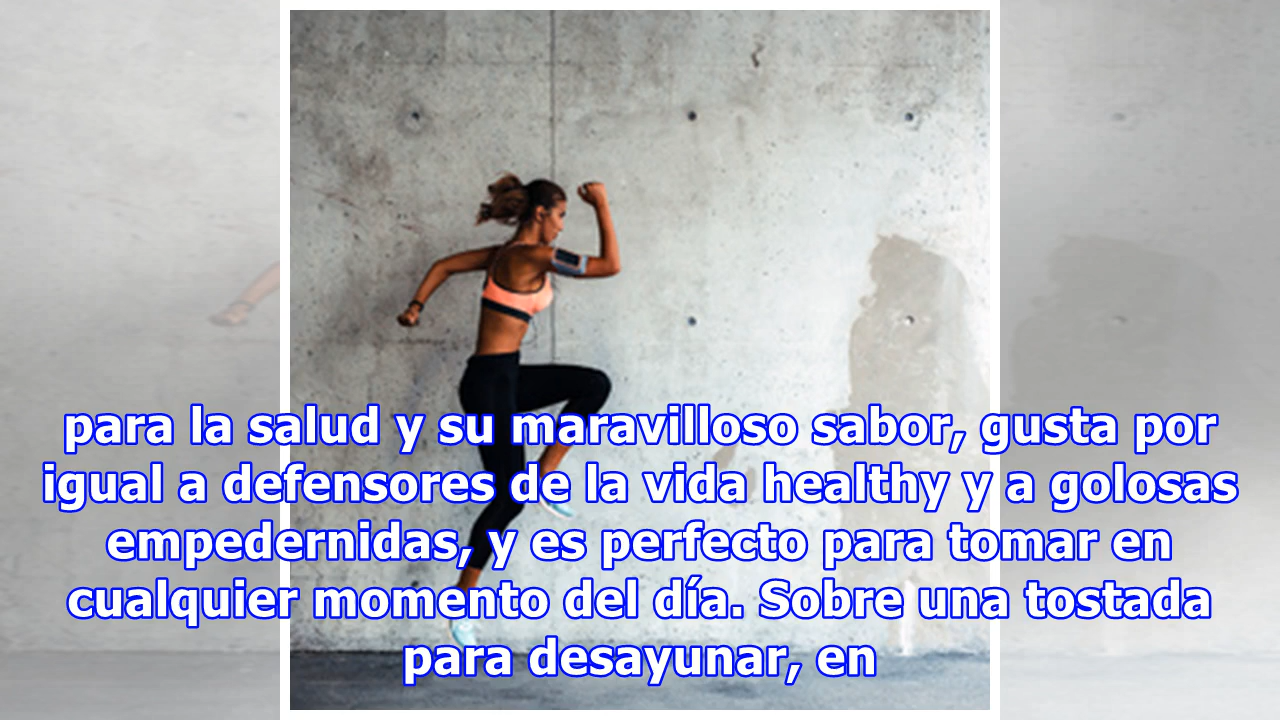 para la salud y su maravilloso sabor, gusta por
igual a defensores de la vida healthy y a golosas
empedernidas, y es perfecto para tomar en
cualquier momento del día. Sobre una tostada
para desayunar, en